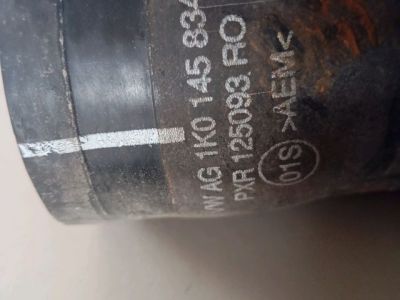 VW AG 1K0 145 834
PXR 125093 RO
01S >AEM<